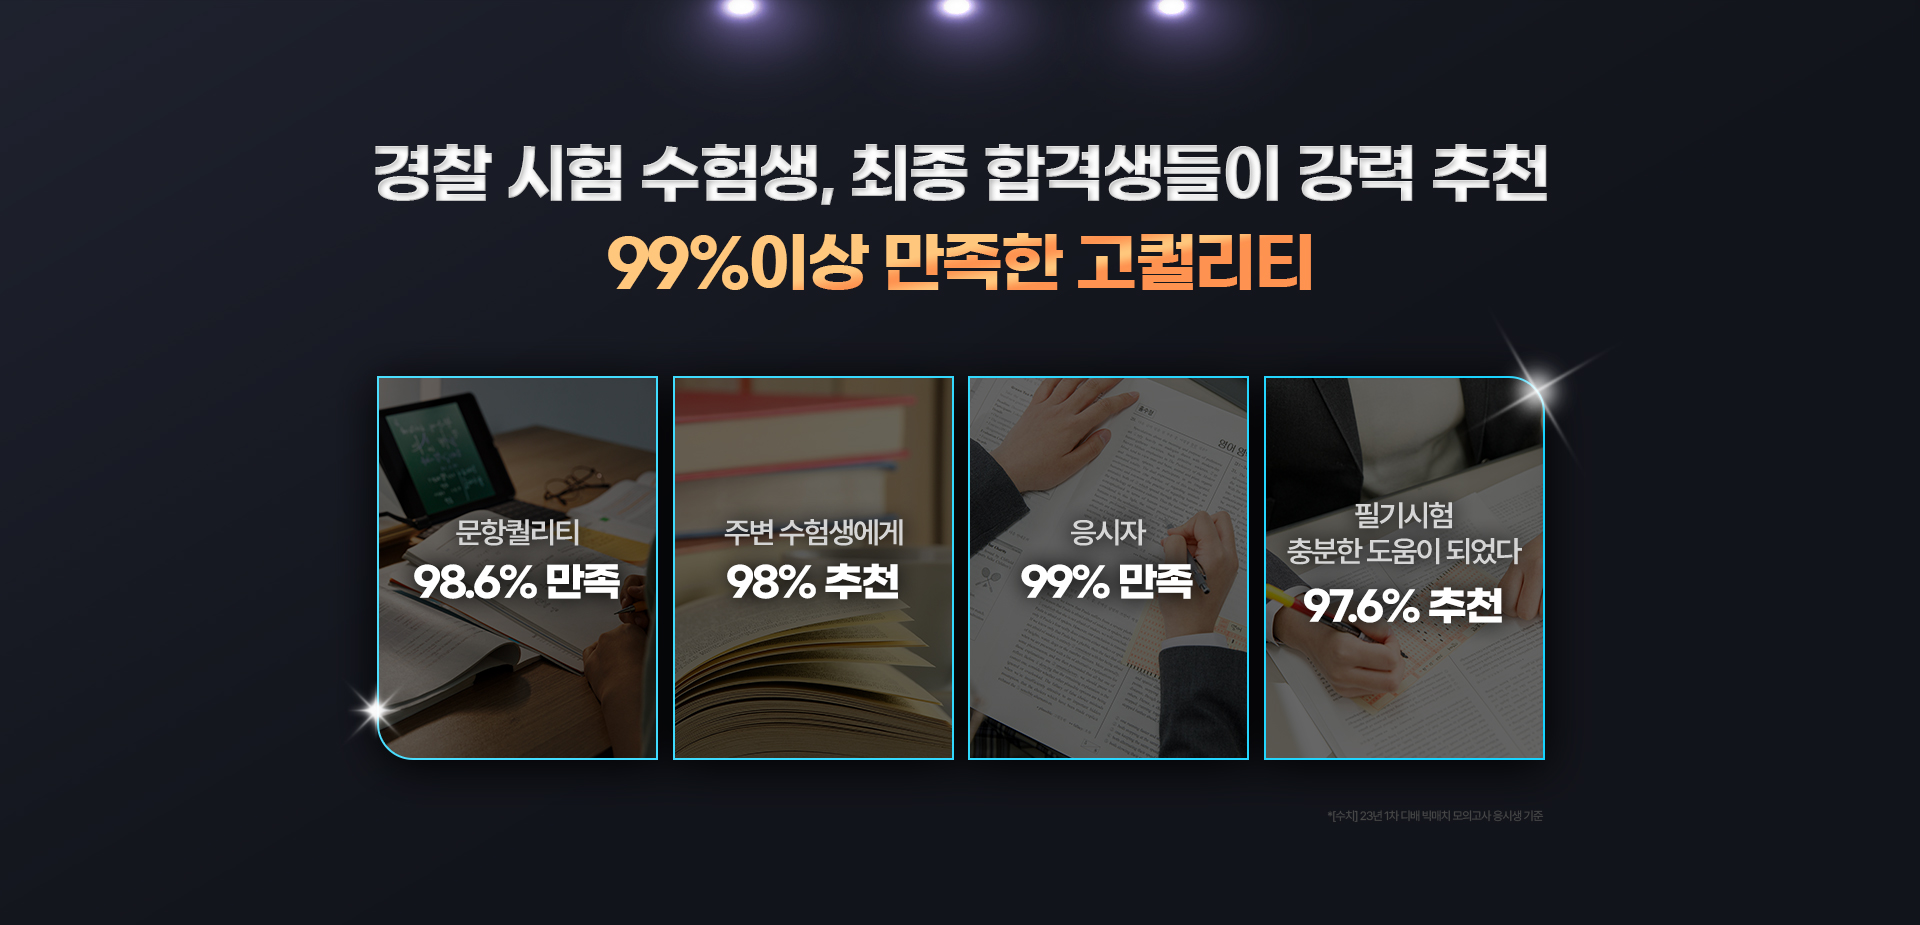 경찰 시험 수험생, 최종 합격생들이 강력 추천
99%이상 만족한 고퀄리티
문항퀄리티
98.6% 만족
주변 수험생에게
98% 추천
응시자
99% 만족
필기시험
충분한 도움이 되었다
97.6% 추천
*[수치] 23년 1차 디배 빅매치 모의고사 응시생 기준